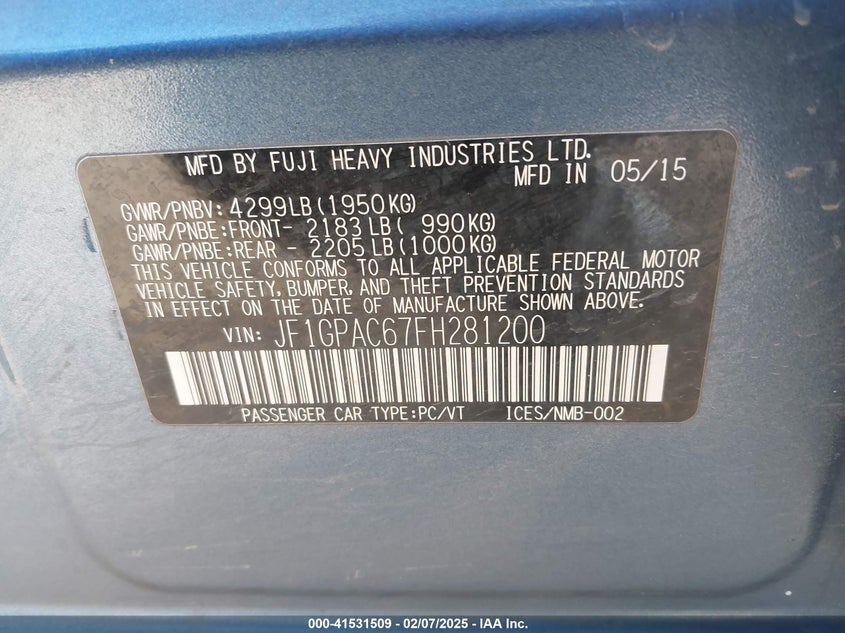 MFD BY FUJI HEAVY INDUSTRIES LTD.
MFD IN 05/15
GVWR/PNBV: 4299LB(1950KG)
GAWR/PNBE:FRONT- 2183LB( 990KG)
GAWR/PNBE:REAR - 2205LB(1000KG)
THIS VEHICLE CONFORMS TO ALL APPLICABLE FEDERAL MOTOR
VEHICLE SAFETY, BUMPER, AND THEFT PREVENTION STANDARDS
IN EFFECT ON THE DATE OF MANUFACTURE SHOWN ABOVE.
VIN: JF1GPAC67FH281200
PASSENGER CAR TYPE:PC/VT ICES/NMB-002
000-41531509 - 02/07/2025 - IAA Inc.